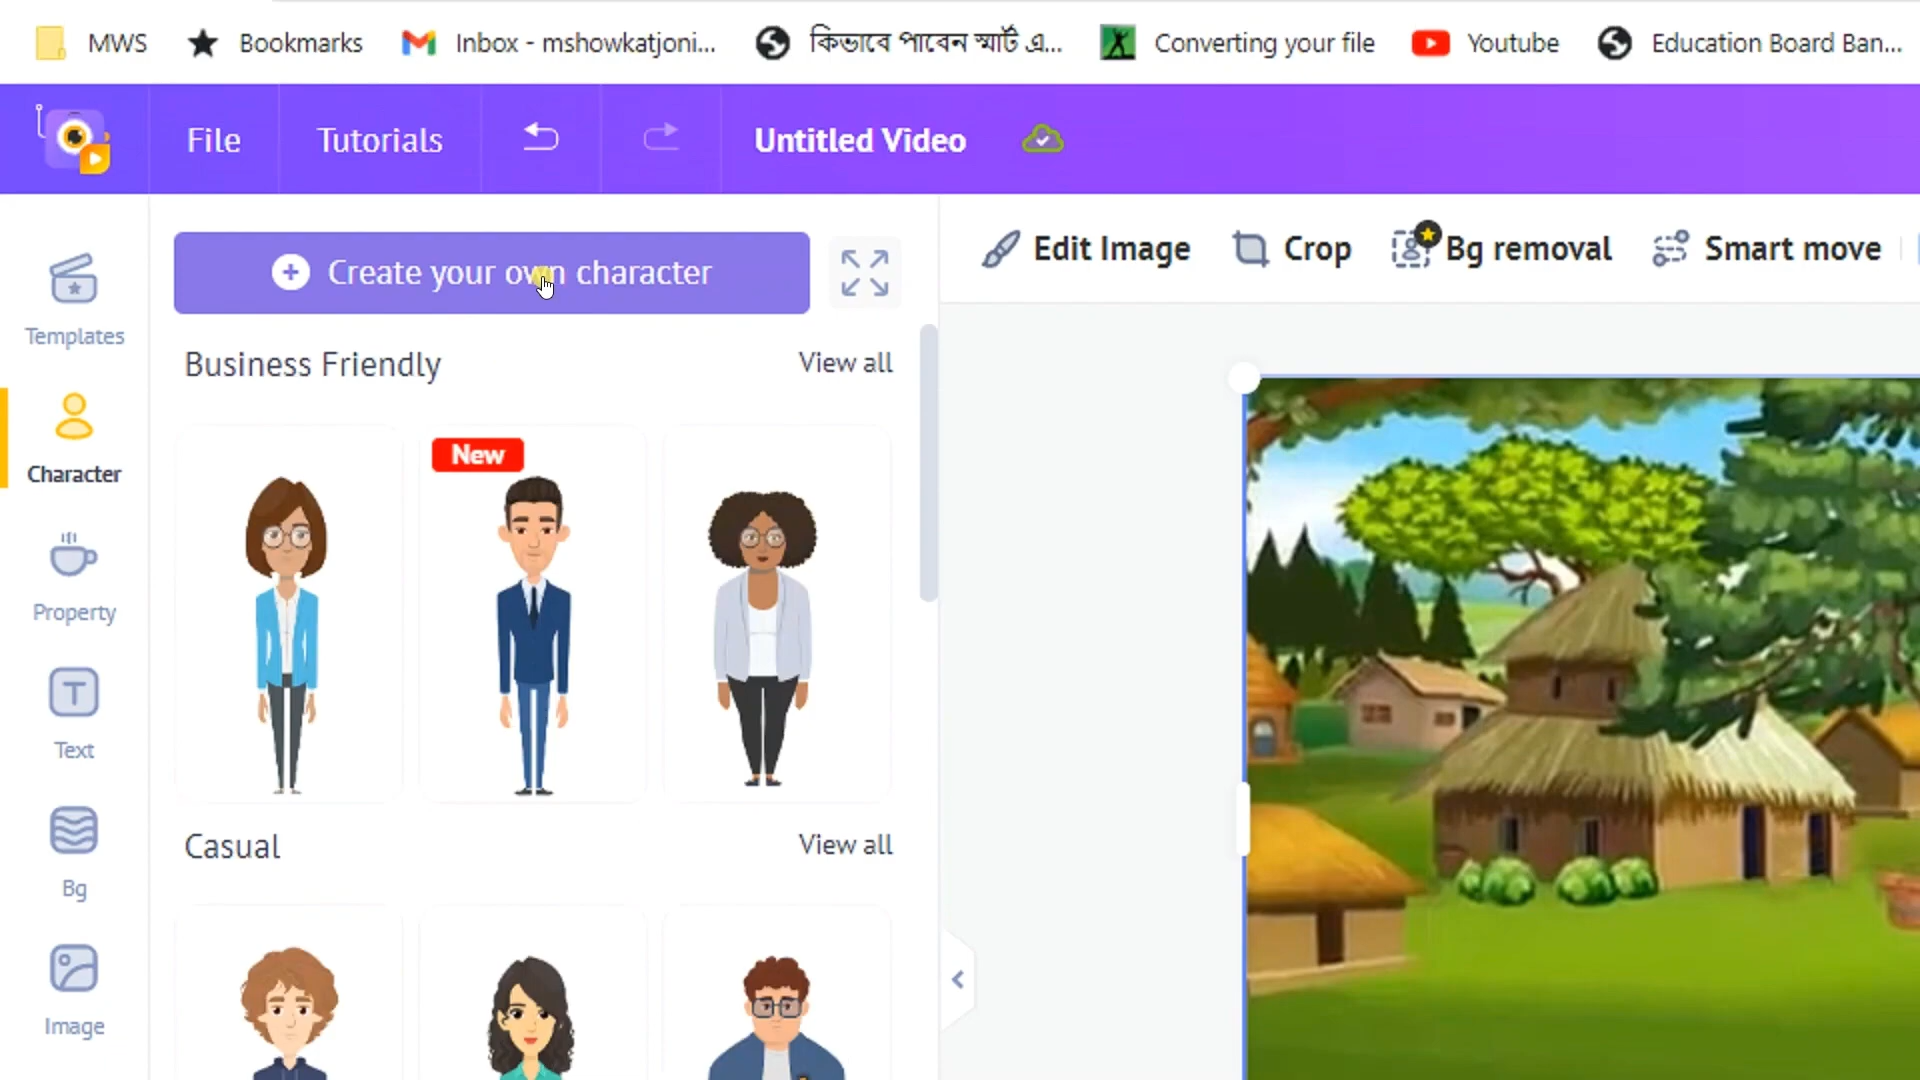 MWS Bookmarks Inbox - mshowkatjoni... কিভাবে পাবেন স্মার্ট এ... Converting your file Youtube Education Board Ban...
File Tutorials Untitled Video
Create your own character
Edit Image Crop Bg removal Smart move
Templates
Business Friendly View all
Character
New
Property
Text
Casual View all
Bg
Image